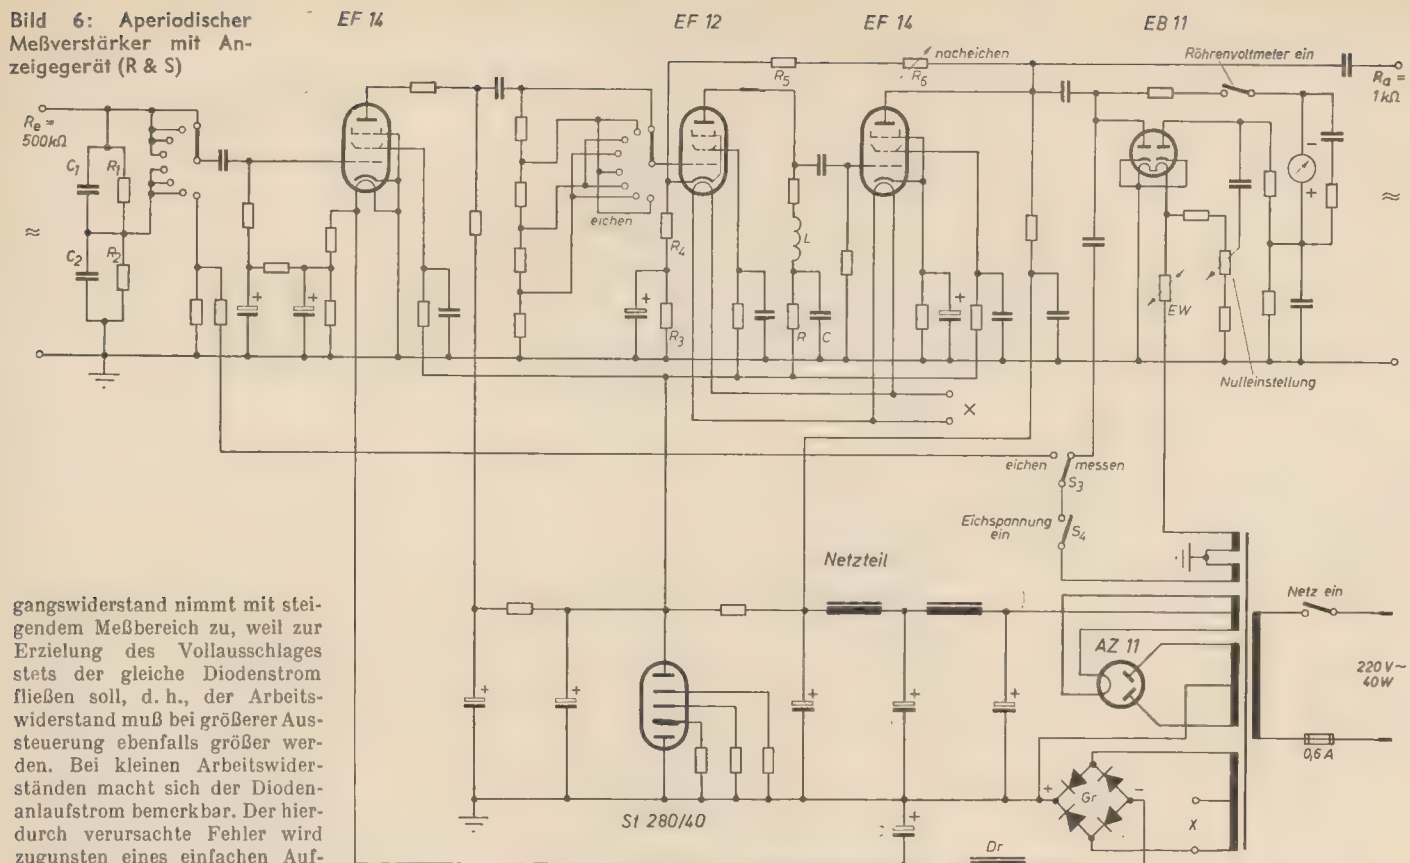 Bild 6: Aperiodischer
Meßverstärker mit An-
zeigegerät (R & S)
EF 14
EF 12
EF 14
EB 11
R5
R6
nacheichen
Röhrenvoltmeter ein
Ra =
1kΩ
Re =
500kΩ
C1
R1
C2
R2
≈
eichen
R4
R3
L
R
C
EW
-
+
≈
Nulleinstellung
+
+
+
+
X
eichen
messen
S3
Eichspannung
ein
S4
Netzteil
Netz ein
AZ 11
220 V~
40W
0,6 A
+
+
+
+
+
St 280/40
+
Gr
-
X
+
Dr
gangswiderstand nimmt mit stei-
gendem Meßbereich zu, weil zur
Erzielung des Vollausschlages
stets der gleiche Diodenstrom
fließen soll, d. h., der Arbeits-
widerstand muß bei größerer Aus-
steuerung ebenfalls größer wer-
den. Bei kleinen Arbeitswider-
ständen macht sich der Dioden-
anlaufstrom bemerkbar. Der hier-
durch verursachte Fehler wird
zugunsten eines einfachen Auf-